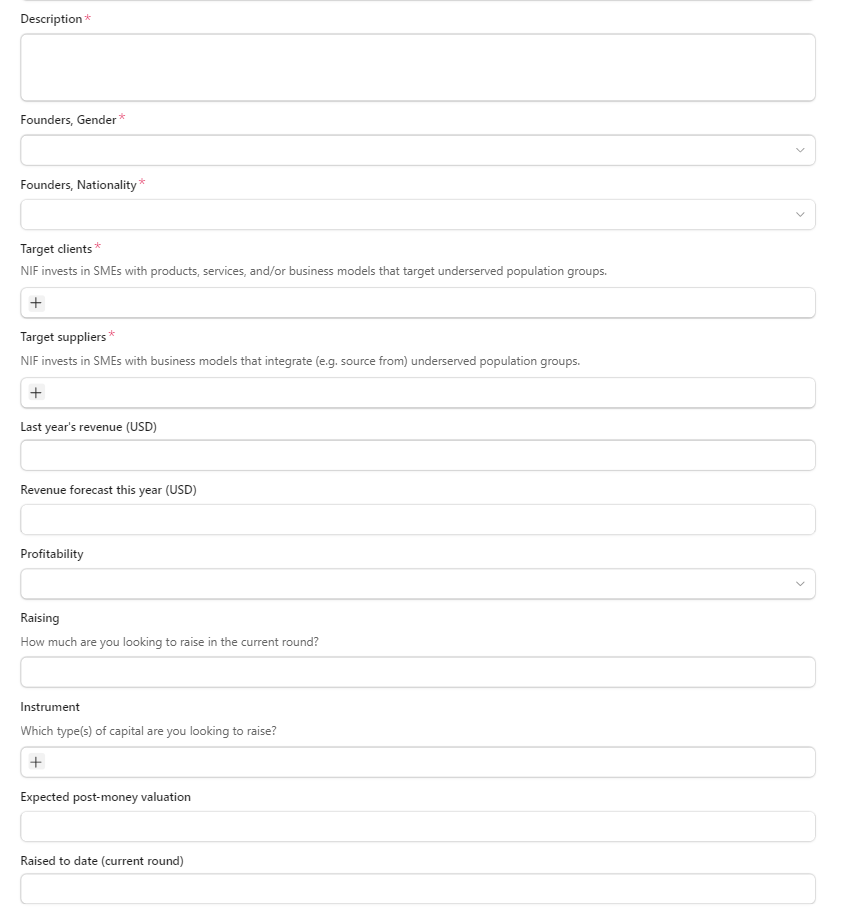 Description *
Founders, Gender *
Founders, Nationality *
Target clients *
NIF invests in SMEs with products, services, and/or business models that target underserved population groups.
+
Target suppliers *
NIF invests in SMEs with business models that integrate (e.g. source from) underserved population groups.
+
Last year's revenue (USD)
Revenue forecast this year (USD)
Profitability
Raising
How much are you looking to raise in the current round?
Instrument
Which type(s) of capital are you looking to raise?
+
Expected post-money valuation
Raised to date (current round)